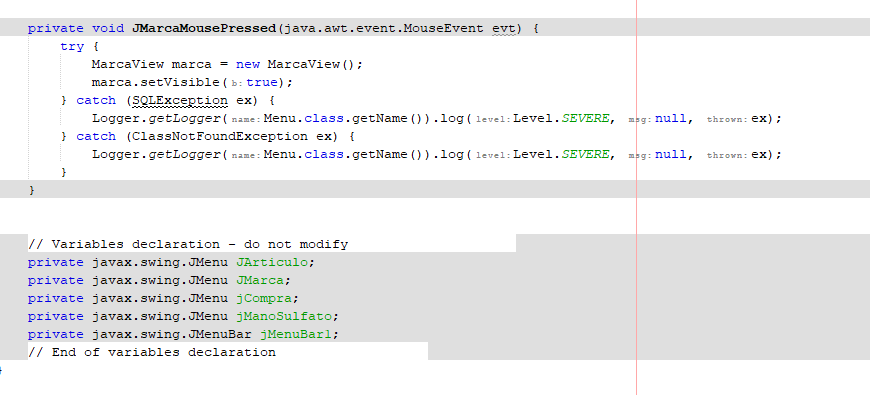 private void JMarcaMousePressed(java.awt.event.MouseEvent evt) {
try {
MarcaView marca = new MarcaView();
marca.setVisible(b:true);
} catch (SQLException ex) {
Logger.getLogger(name:Menu.class.getName()).log(level:Level.SEVERE, msg:null, thrown:ex);
} catch (ClassNotFoundException ex) {
Logger.getLogger(name:Menu.class.getName()).log(level:Level.SEVERE, msg:null, thrown:ex);
}
}
// Variables declaration - do not modify
private javax.swing.JMenu JArticulo;
private javax.swing.JMenu JMarca;
private javax.swing.JMenu jCompra;
private javax.swing.JMenu jManoSulfato;
private javax.swing.JMenuBar jMenuBar1;
// End of variables declaration
}